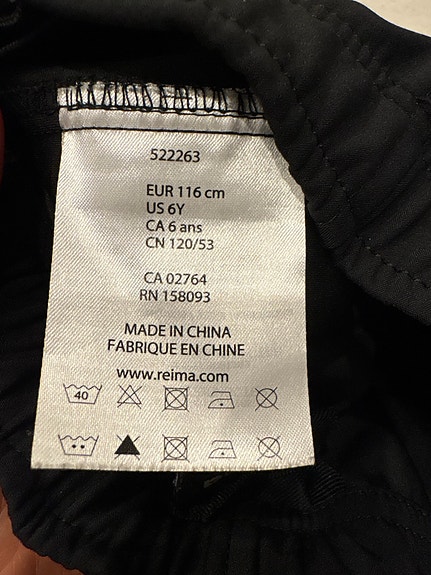 522263
EUR 116 cm
US 6Y
CA 6 ans
CN 120/53
CA 02764
RN 158093
MADE IN CHINA
FABRIQUE EN CHINE
www.reima.com
40